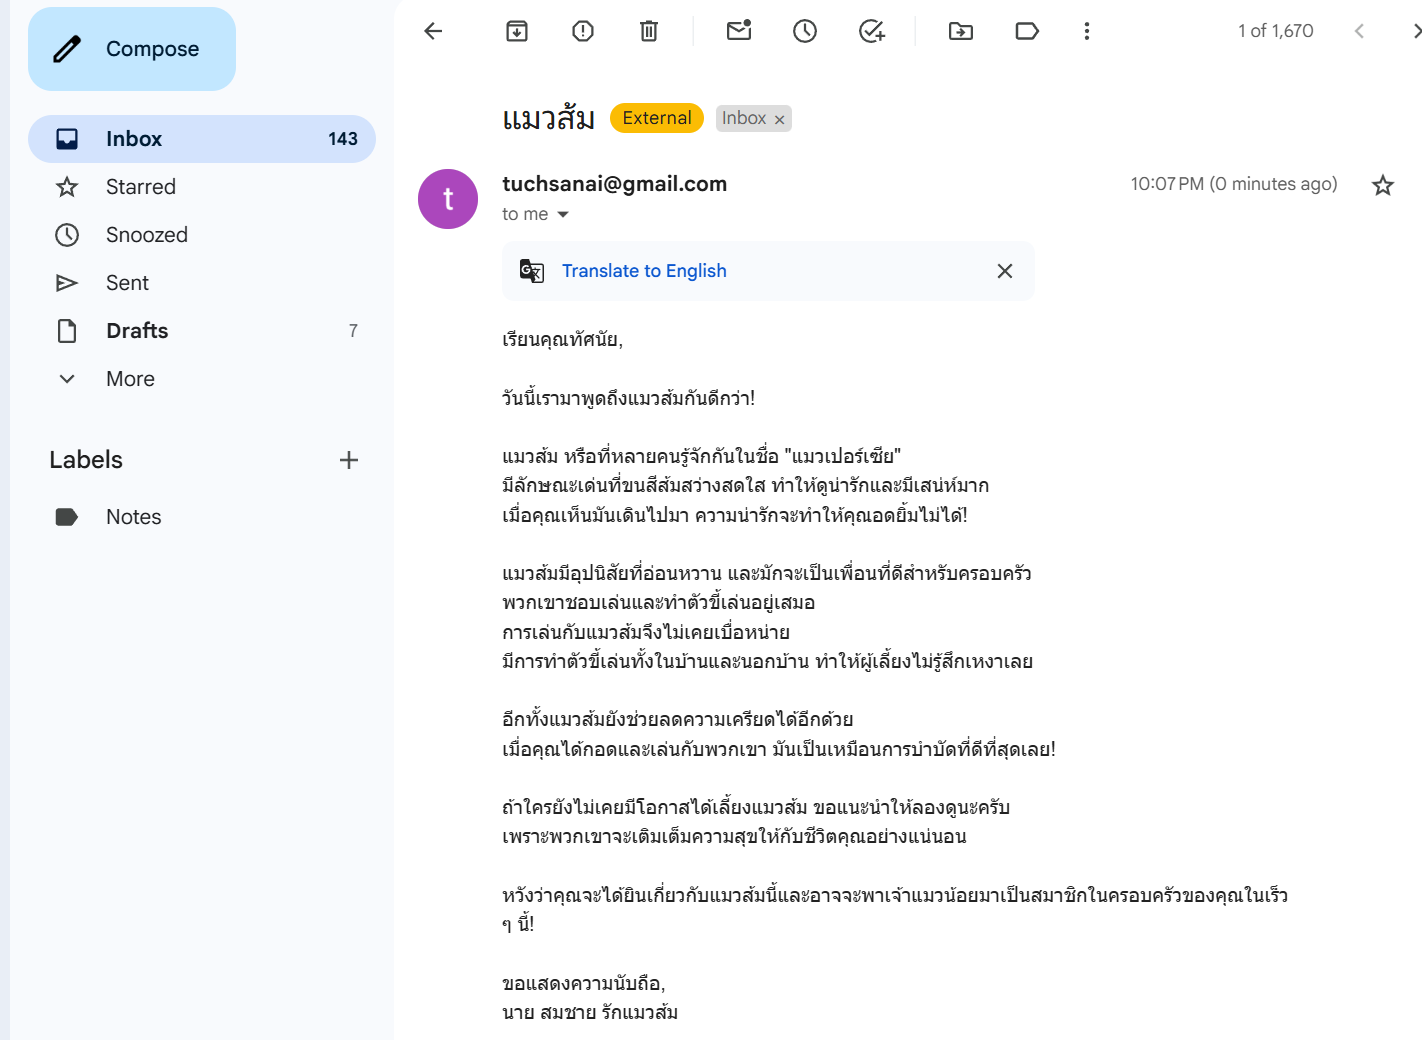 Compose
Inbox 143
Starred
Snoozed
Sent
Drafts 7
More
Labels
Notes
1 of 1,670
แมวส้ม External Inbox ×
t
tuchsanai@gmail.com
10:07 PM (0 minutes ago)
to me
Translate to English
เรียนคุณทัศนัย,
วันนี้เรามาพูดถึงแมวส้มกันดีกว่า!
แมวส้ม หรือที่หลายคนรู้จักกันในชื่อ "แมวเปอร์เซีย"
มีลักษณะเด่นที่ขนสีส้มสว่างสดใส ทำให้ดูน่ารักและมีเสน่ห์มาก
เมื่อคุณเห็นมันเดินไปมา ความน่ารักจะทำให้คุณอดยิ้มไม่ได้!
แมวส้มมีอุปนิสัยที่อ่อนหวาน และมักจะเป็นเพื่อนที่ดีสำหรับครอบครัว
พวกเขาชอบเล่นและทำตัวขี้เล่นอยู่เสมอ
การเล่นกับแมวส้มจึงไม่เคยเบื่อหน่าย
มีการทำตัวขี้เล่นทั้งในบ้านและนอกบ้าน ทำให้ผู้เลี้ยงไม่รู้สึกเหงาเลย
อีกทั้งแมวส้มยังช่วยลดความเครียดได้อีกด้วย
เมื่อคุณได้กอดและเล่นกับพวกเขา มันเป็นเหมือนการบำบัดที่ดีที่สุดเลย!
ถ้าใครยังไม่เคยมีโอกาสได้เลี้ยงแมวส้ม ขอแนะนำให้ลองดูนะครับ
เพราะพวกเขาจะเติมเต็มความสุขให้กับชีวิตคุณอย่างแน่นอน
หวังว่าคุณจะได้ยินเกี่ยวกับแมวส้มนี้และอาจจะพาเจ้าแมวน้อยมาเป็นสมาชิกในครอบครัวของคุณในเร็ว
ๆ นี้!
ขอแสดงความนับถือ,
นาย สมชาย รักแมวส้ม